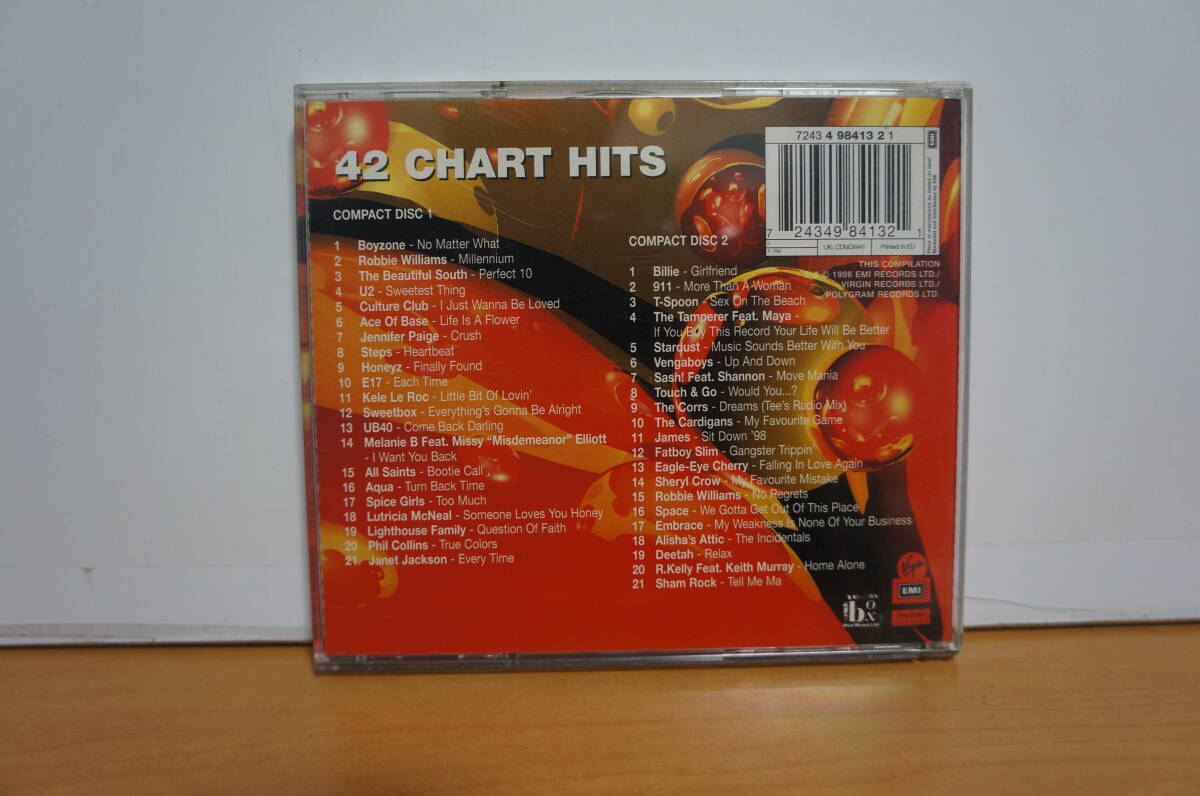 42 CHART HITS
COMPACT DISC 1
1 Boyzone - No Matter What
2 Robbie Williams - Millennium
3 The Beautiful South - Perfect 10
4 U2 - Sweetest Thing
5 Culture Club - I Just Wanna Be Loved
6 Ace Of Base - Life Is A Flower
7 Jennifer Paige - Crush
8 Steps - Heartbeat
9 Honeyz - Finally Found
10 E17 - Each Time
11 Kele Le Roc - Little Bit Of Lovin'
12 Sweetbox - Everything's Gonna Be Alright
13 UB40 - Come Back Darling
14 Melanie B Feat. Missy "Misdemeanor" Elliott
- I Want You Back
15 All Saints - Bootie Call
16 Aqua - Turn Back Time
17 Spice Girls - Too Much
18 Lutricia McNeal - Someone Loves You Honey
19 Lighthouse Family - Question Of Faith
20 Phil Collins - True Colors
21 Janet Jackson - Every Time
COMPACT DISC 2
1 Billie - Girlfriend
2 911 - More Than A Woman
3 T-Spoon - Sex On The Beach
4 The Tamperer Feat. Maya -
If You Buy This Record Your Life Will Be Better
5 Stardust - Music Sounds Better With You
6 Vengaboys - Up And Down
7 Sash! Feat. Shannon - Move Mania
8 Touch & Go - Would You...?
9 The Corrs - Dreams (Tee's Radio Mix)
10 The Cardigans - My Favourite Game
11 James - Sit Down '98
12 Fatboy Slim - Gangster Trippin'
13 Eagle-Eye Cherry - Falling In Love Again
14 Sheryl Crow - My Favourite Mistake
15 Robbie Williams - No Regrets
16 Space - We Gotta Get Out Of This Place
17 Embrace - My Weakness Is None Of Your Business
18 Alisha's Attic - The Incidentals
19 Deetah - Relax
20 R.Kelly Feat. Keith Murray - Home Alone
21 Sham Rock - Tell Me Ma
7243 4 98413 2 1
7 24349 84132 1
UK: CDNOW41
Printed in EU
PM
EMI
THIS COMPILATION
© 1998 EMI RECORDS LTD./
VIRGIN RECORDS LTD./
POLYGRAM RECORDS LTD.
Virgin
EMI
box